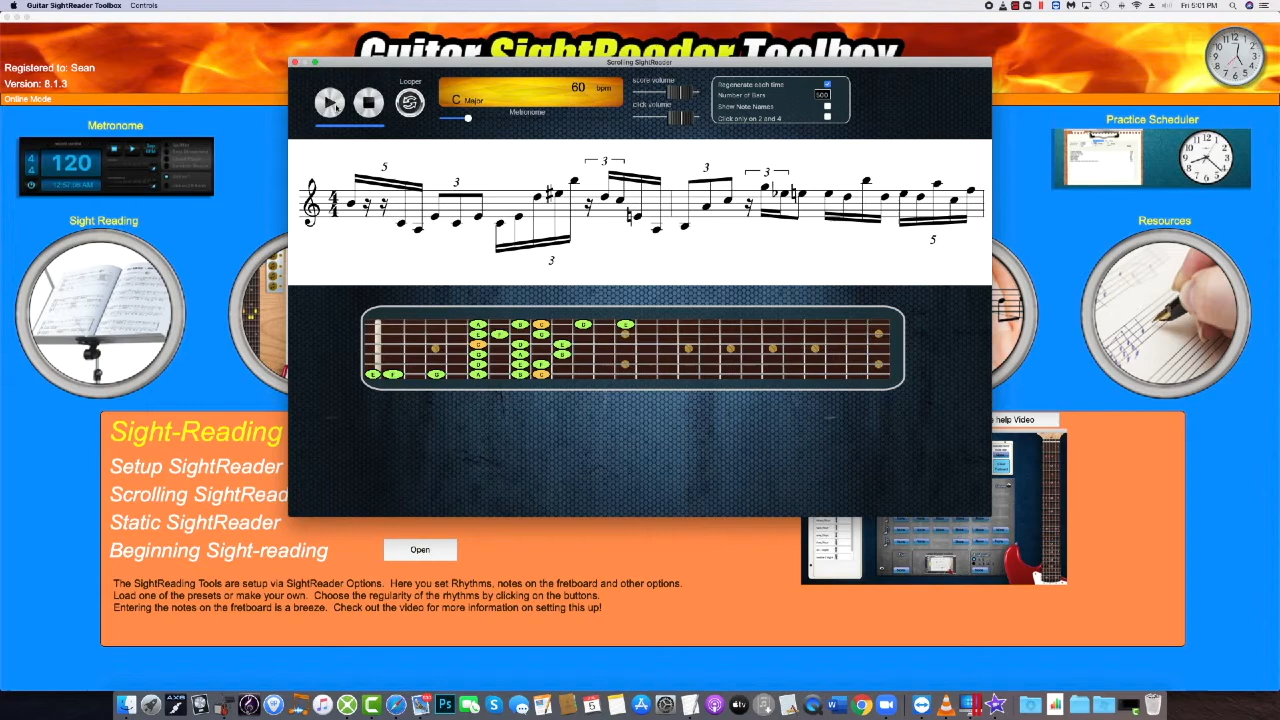 Guitar SightReader Toolbox Controls
Fri 5:01 PM
Guitar SightReader Toolbox
Registered to: Sean
Version: 8.1.3
Online Mode
Scrolling SightReader
Looper
60 bpm
C Major
Metronome
score volume
click volume
Regenerate each time
Number of Bars 500
Show Note Names
Click only on 2 and 4
Metronome
4
4
120
Practice Scheduler
Sight Reading
Resources
5 3 3 3 3 3 5
A B C D E
E F G
G D E
G A B
D E F
E F G A B C
Sight-Reading
Setup SightReader
Scrolling SightRead
Static SightReader
Beginning Sight-reading
Open
help Video
The SightReading Tools are setup via SightReader Options. Here you set Rhythms, notes on the fretboard and other options.
Load one of the presets or make your own. Choose the regularity of the rhythms by clicking on the buttons.
Entering the notes on the fretboard is a breeze. Check out the video for more information on setting this up!